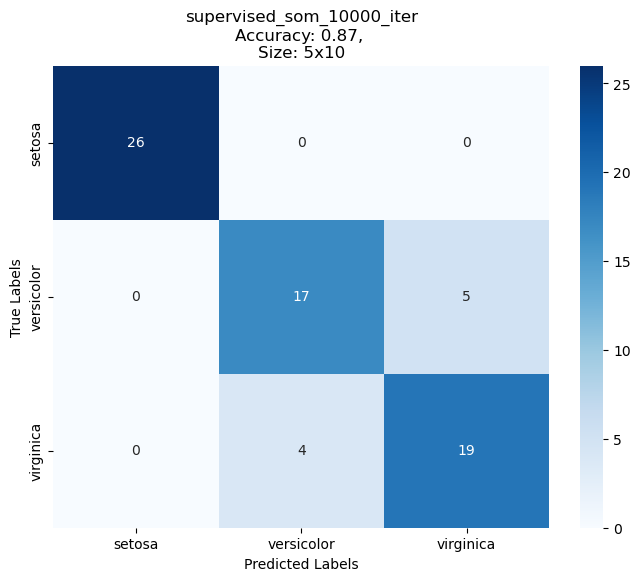 supervised_som_10000_iter
Accuracy: 0.87,
Size: 5x10
25
20
15
10
5
0
True Labels
setosa
versicolor
virginica
26 0 0
0 17 5
0 4 19
setosa versicolor virginica
Predicted Labels